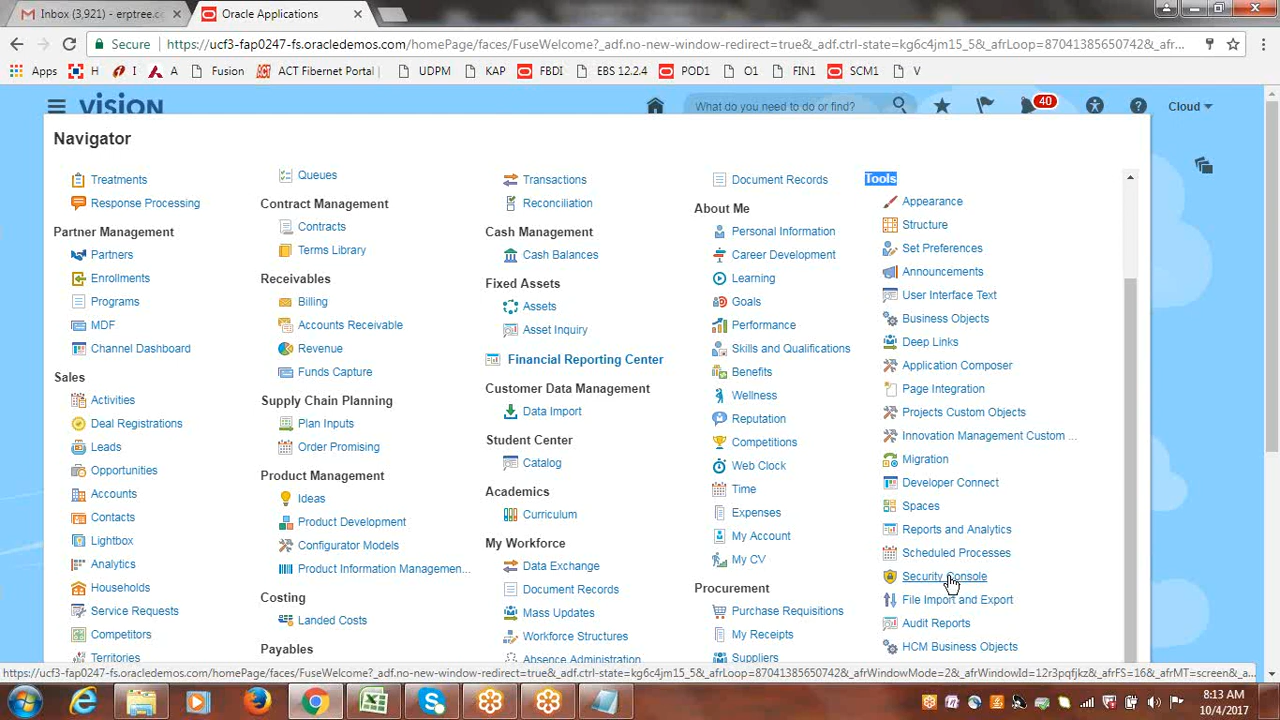 Inbox (3,921) - erptree.c
Oracle Applications
Secure
https://ucf3-fap0247-fs.oracledemos.com/homePage/faces/FuseWelcome?_adf.no-new-window-redirect=true&_adf.ctrl-state=kg6c4jm15_5&_afrLoop=870413856507428&_afr...
Apps H I A Fusion ACT Fibernet Portal UDPM KAP FBDI EBS 12.2.4 POD1 O1 FIN1 SCM1 V
VISION
What do you need to do or find?
40
Cloud
Navigator
Treatments
Response Processing
Partner Management
Partners
Enrollments
Programs
MDF
Channel Dashboard
Sales
Activities
Deal Registrations
Leads
Opportunities
Accounts
Contacts
Lightbox
Analytics
Households
Service Requests
Competitors
Territories
Queues
Contract Management
Contracts
Terms Library
Receivables
Billing
Accounts Receivable
Revenue
Funds Capture
Supply Chain Planning
Plan Inputs
Order Promising
Product Management
Ideas
Product Development
Configurator Models
Product Information Managemen...
Costing
Landed Costs
Payables
Transactions
Reconciliation
Cash Management
Cash Balances
Fixed Assets
Assets
Asset Inquiry
Financial Reporting Center
Customer Data Management
Data Import
Student Center
Catalog
Academics
Curriculum
My Workforce
Data Exchange
Document Records
Mass Updates
Workforce Structures
Absence Administration
Document Records
About Me
Personal Information
Career Development
Learning
Goals
Performance
Skills and Qualifications
Benefits
Wellness
Reputation
Competitions
Web Clock
Time
Expenses
My Account
My CV
Procurement
Purchase Requisitions
My Receipts
Suppliers
Tools
Appearance
Structure
Set Preferences
Announcements
User Interface Text
Business Objects
Deep Links
Application Composer
Page Integration
Projects Custom Objects
Innovation Management Custom ...
Migration
Developer Connect
Spaces
Reports and Analytics
Scheduled Processes
Security Console
File Import and Export
Audit Reports
HCM Business Objects
https://ucf3-fap0247-fs.oracledemos.com/homePage/faces/FuseWelcome?_adf.no-new-window-redirect=true&_adf.ctrl-state=kg6c4jm15_5&_afrLoop=870413856507428&_afrWindowMode=2&_afrWindowId=12r3pqfjkz&_afrFS=16&_afrMT=screen&_a...
8:13 AM
10/4/2017